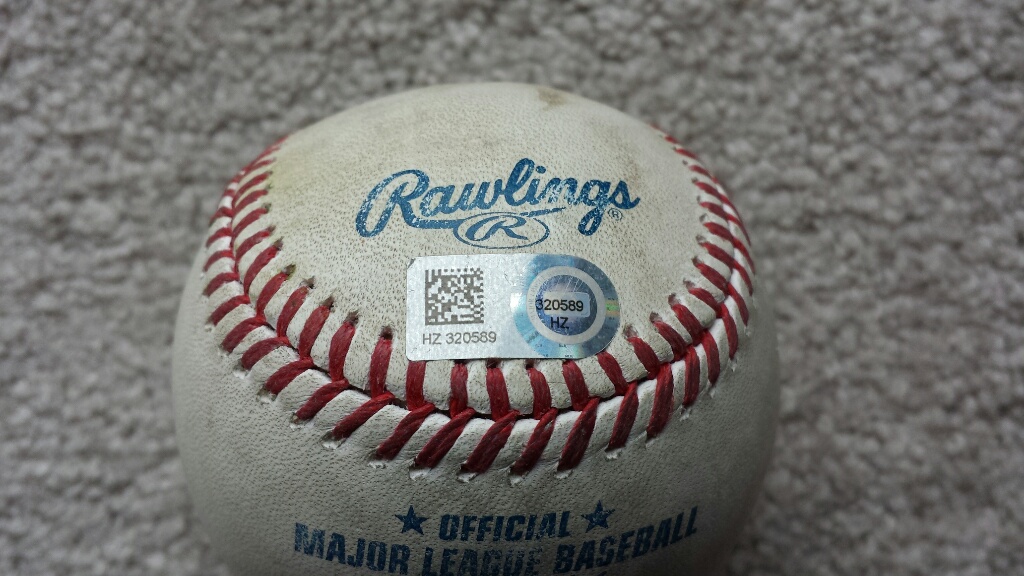 Rawlings®
R
HZ 320589
320589
HZ
★ OFFICIAL ★
MAJOR LEAGUE BASEBALL